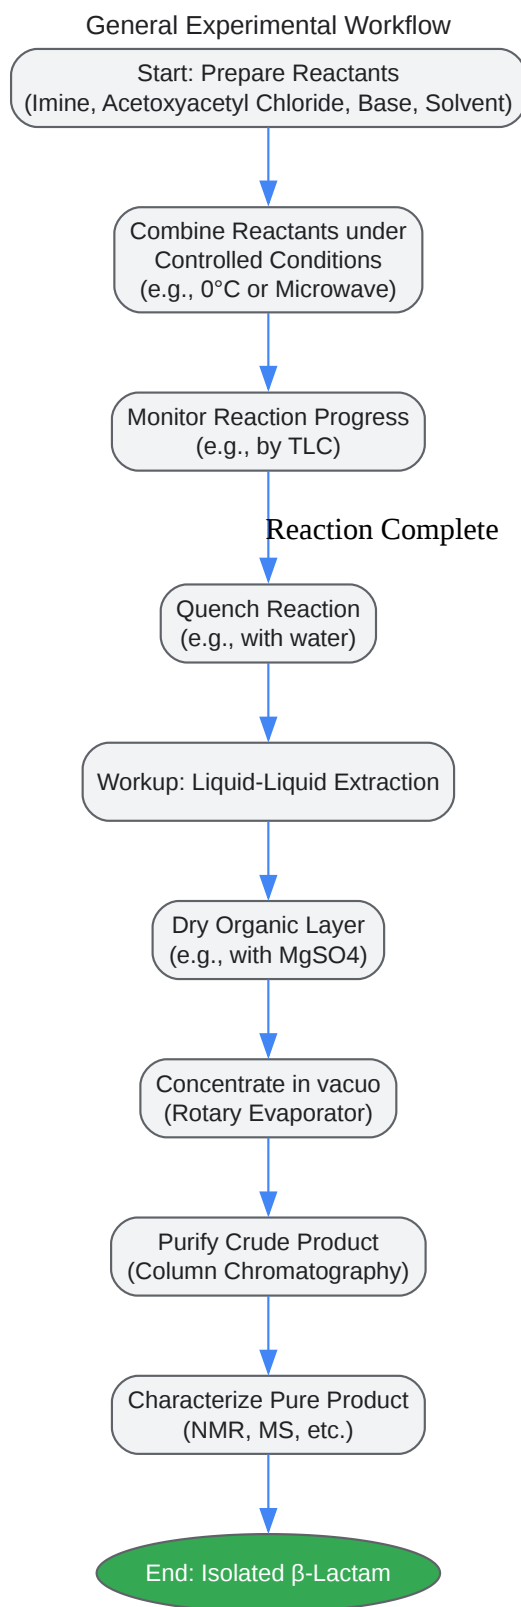 General Experimental Workflow
Start: Prepare Reactants
(Imine, Acetoxyacetyl Chloride, Base, Solvent)
Combine Reactants under
Controlled Conditions
(e.g., 0°C or Microwave)
Monitor Reaction Progress
(e.g., by TLC)
Reaction Complete
Quench Reaction
(e.g., with water)
Workup: Liquid-Liquid Extraction
Dry Organic Layer
(e.g., with MgSO4)
Concentrate in vacuo
(Rotary Evaporator)
Purify Crude Product
(Column Chromatography)
Characterize Pure Product
(NMR, MS, etc.)
End: Isolated β-Lactam